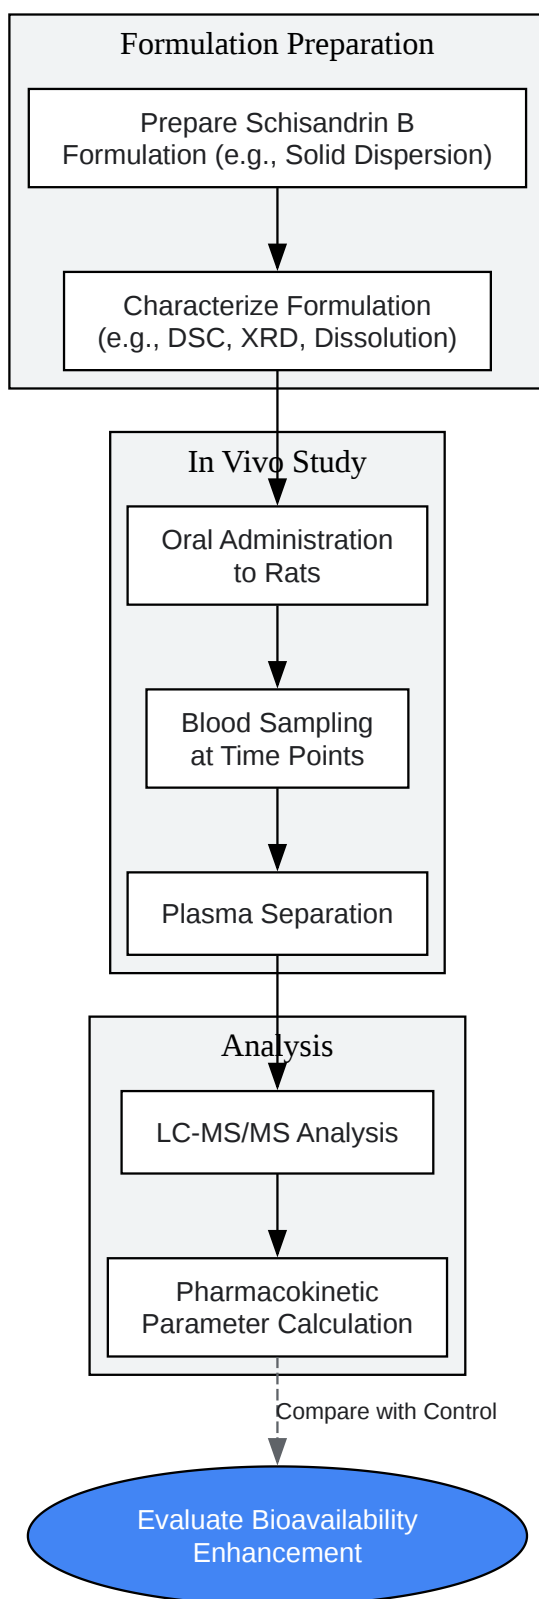 Formulation Preparation
Prepare Schisandrin B
Formulation (e.g., Solid Dispersion)
Characterize Formulation
(e.g., DSC, XRD, Dissolution)
In Vivo Study
Oral Administration
to Rats
Blood Sampling
at Time Points
Plasma Separation
Analysis
LC-MS/MS Analysis
Pharmacokinetic
Parameter Calculation
Compare with Control
Evaluate Bioavailability
Enhancement